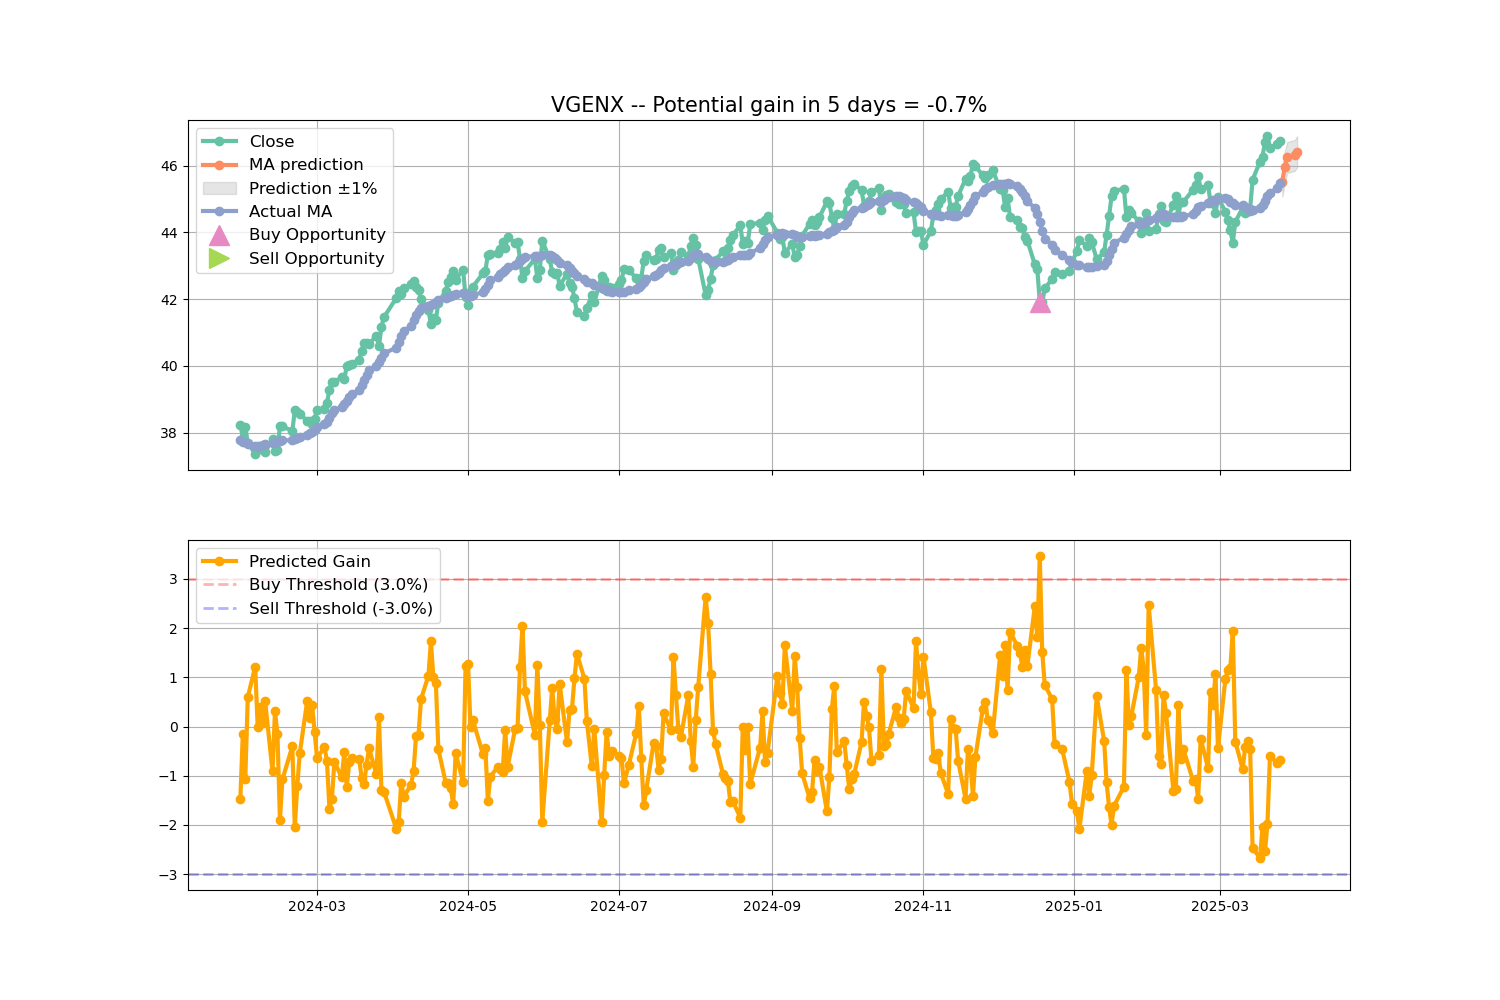 VGENX -- Potential gain in 5 days = -0.7%
Close
MA prediction
Prediction ±1%
Actual MA
Buy Opportunity
Sell Opportunity
46
44
42
40
38
Predicted Gain
Buy Threshold (3.0%)
Sell Threshold (-3.0%)
3
2
1
0
−1
−2
−3
2024-03 2024-05 2024-07 2024-09 2024-11 2025-01 2025-03